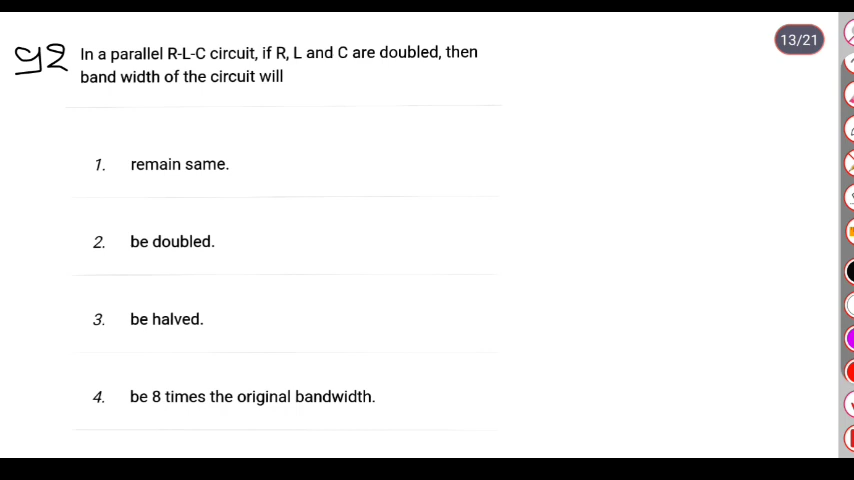 92
In a parallel R-L-C circuit, if R, L and C are doubled, then
band width of the circuit will
13/21
1. remain same.
2. be doubled.
3. be halved.
4. be 8 times the original bandwidth.